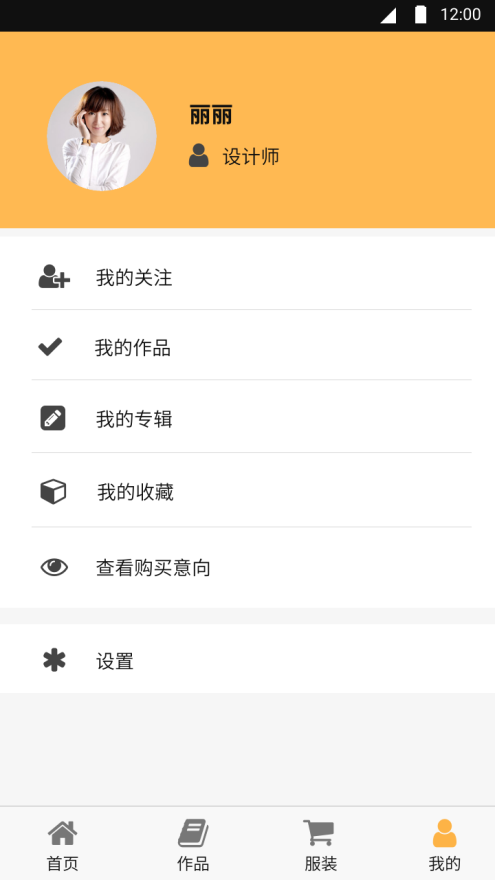 12:00
丽丽
设计师
我的关注
我的作品
我的专辑
我的收藏
查看购买意向
设置
首页
作品
服装
我的